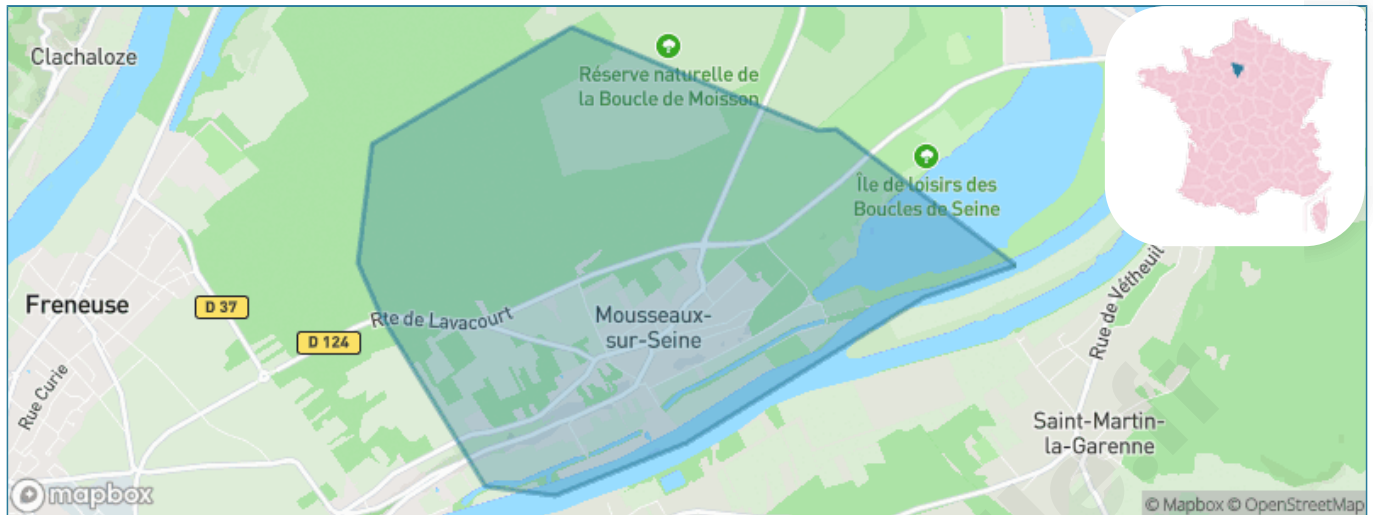 Clachaloze
Réserve naturelle de
la Boucle de Moisson
Île de loisirs des
Boucles de Seine
Freneuse
D 37
Rte de Lavacourt
D 124
Mousseaux-
sur-Seine
Rue Curie
Rue de Vétheuil
Saint-Martin-
la-Garenne
mapbox
© Mapbox © OpenStreetMap